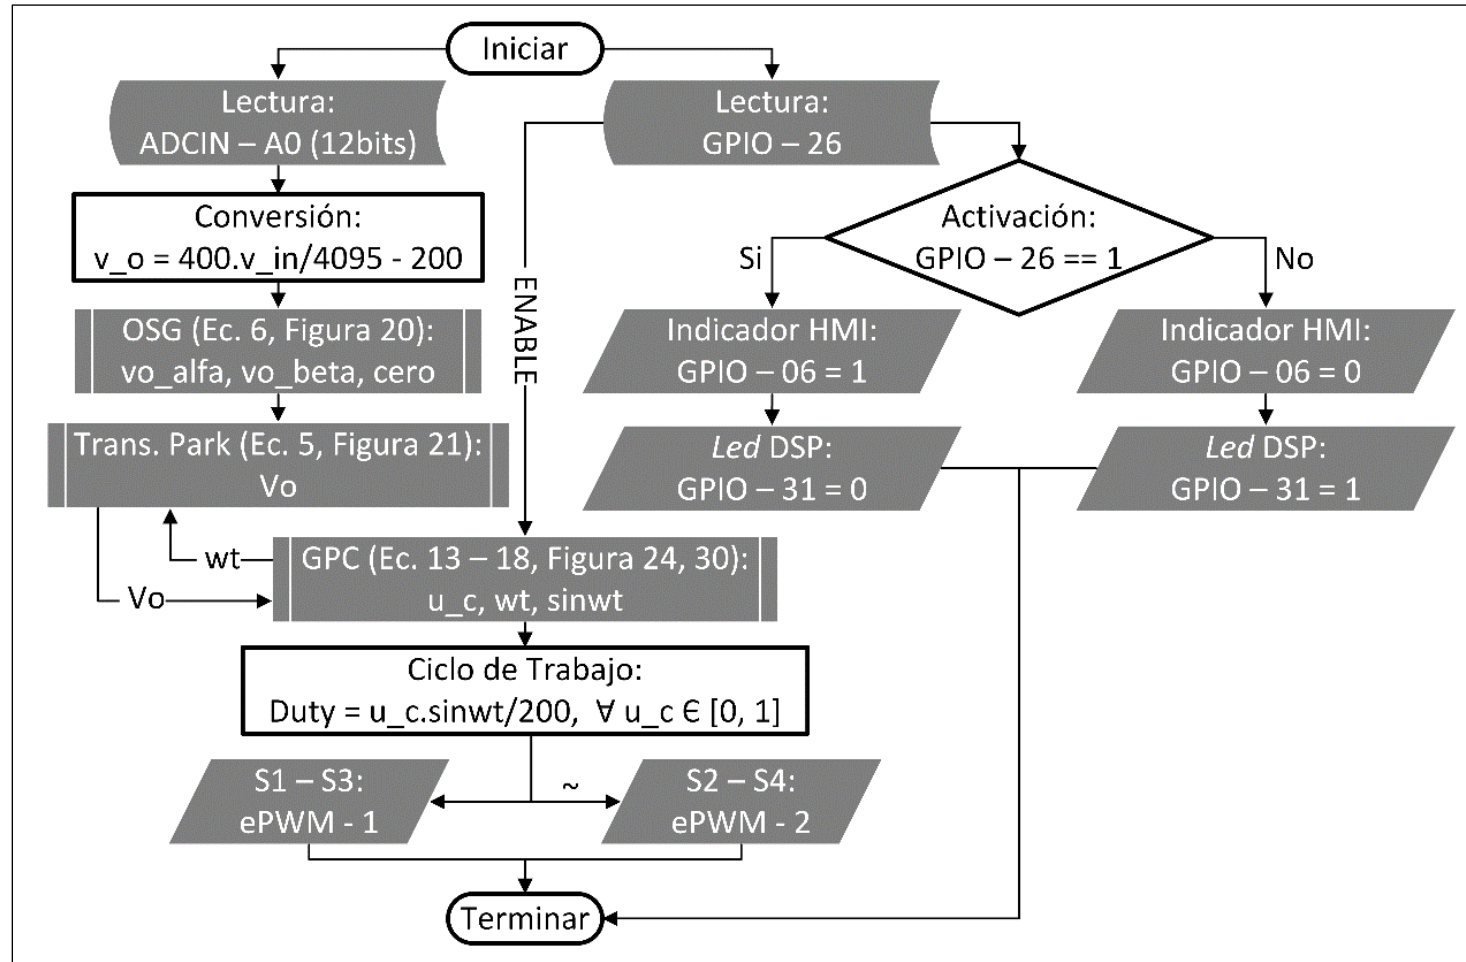 Iniciar
Lectura:
ADCIN – A0 (12bits)
Lectura:
GPIO – 26
Conversión:
v_o = 400.v_in/4095 - 200
Activación:
GPIO – 26 == 1
Si
No
ENABLE
OSG (Ec. 6, Figura 20):
vo_alfa, vo_beta, cero
Indicador HMI:
GPIO – 06 = 1
Indicador HMI:
GPIO – 06 = 0
Trans. Park (Ec. 5, Figura 21):
Vo
Led DSP:
GPIO – 31 = 0
Led DSP:
GPIO – 31 = 1
wt
Vo
GPC (Ec. 13 – 18, Figura 24, 30):
u_c, wt, sinwt
Ciclo de Trabajo:
Duty = u_c.sinwt/200, ∀ u_c Є [0, 1]
S1 – S3:
ePWM - 1
~
S2 – S4:
ePWM - 2
Terminar